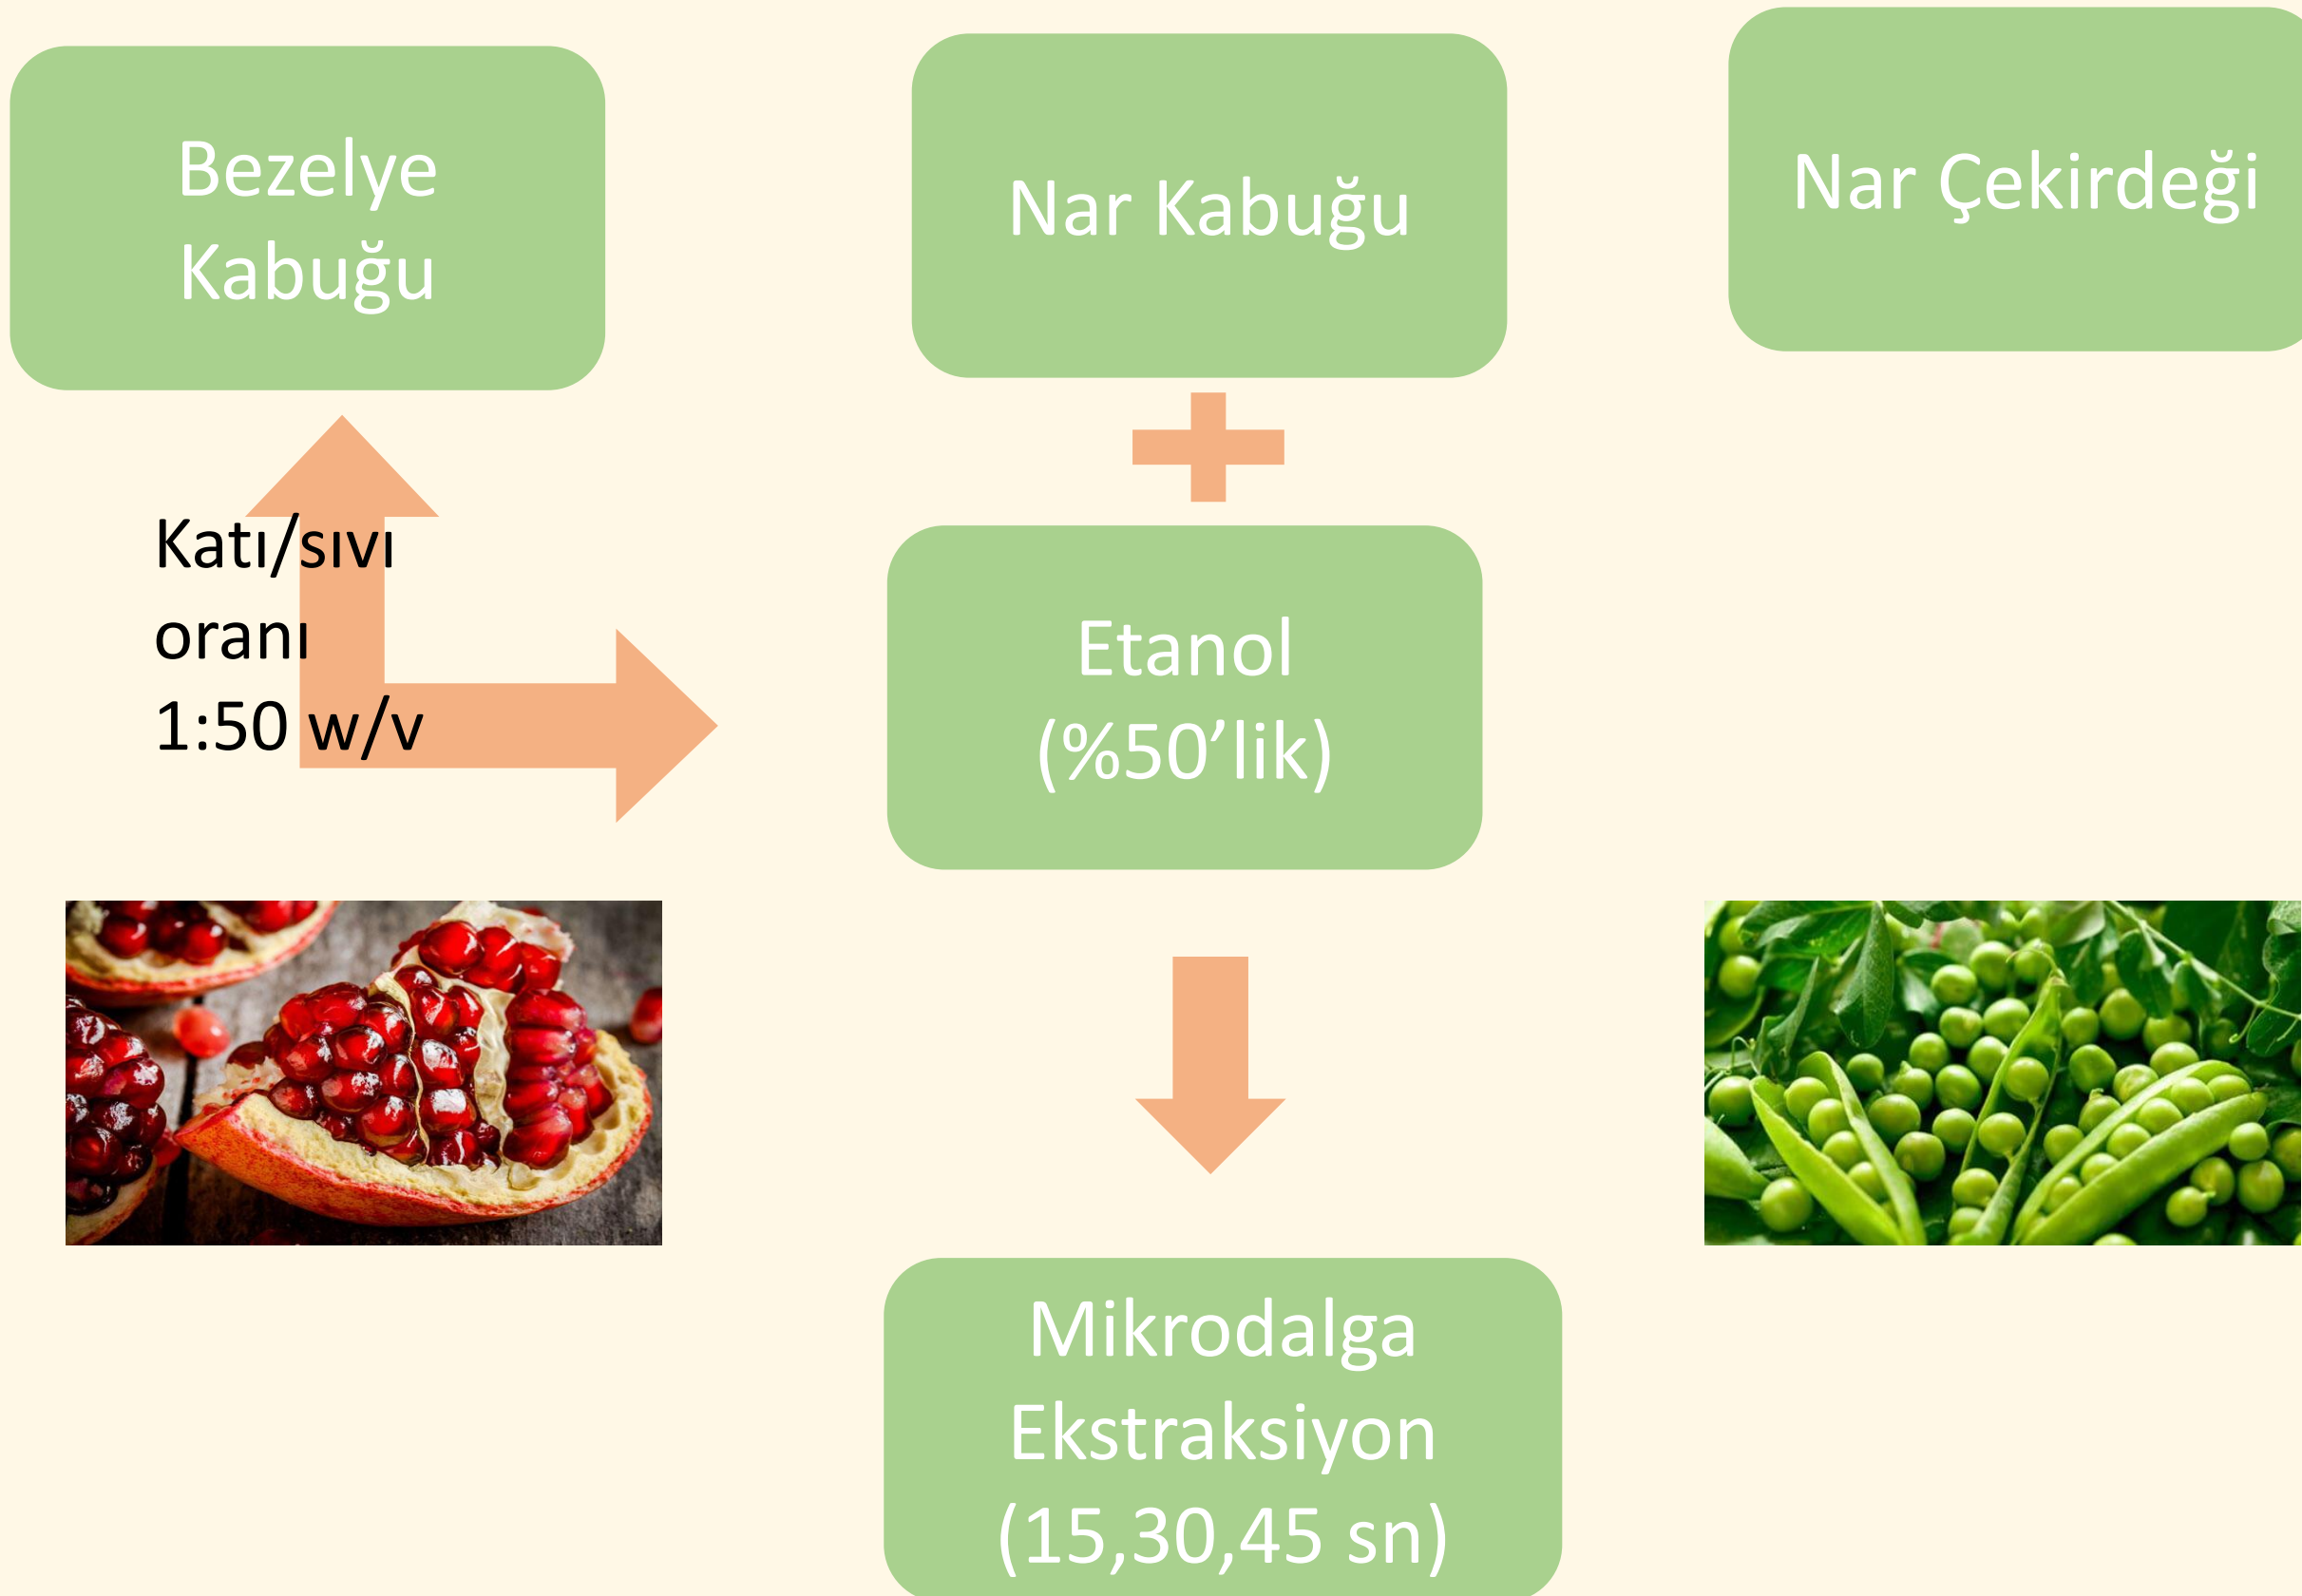 Bezelye
Kabuğu
Nar Kabuğu
Nar Çekirdeği
Katı/sıvı
oranı
1:50 w/v
Etanol
(%50’lik)
Mikrodalga
Ekstraksiyon
(15,30,45 sn)